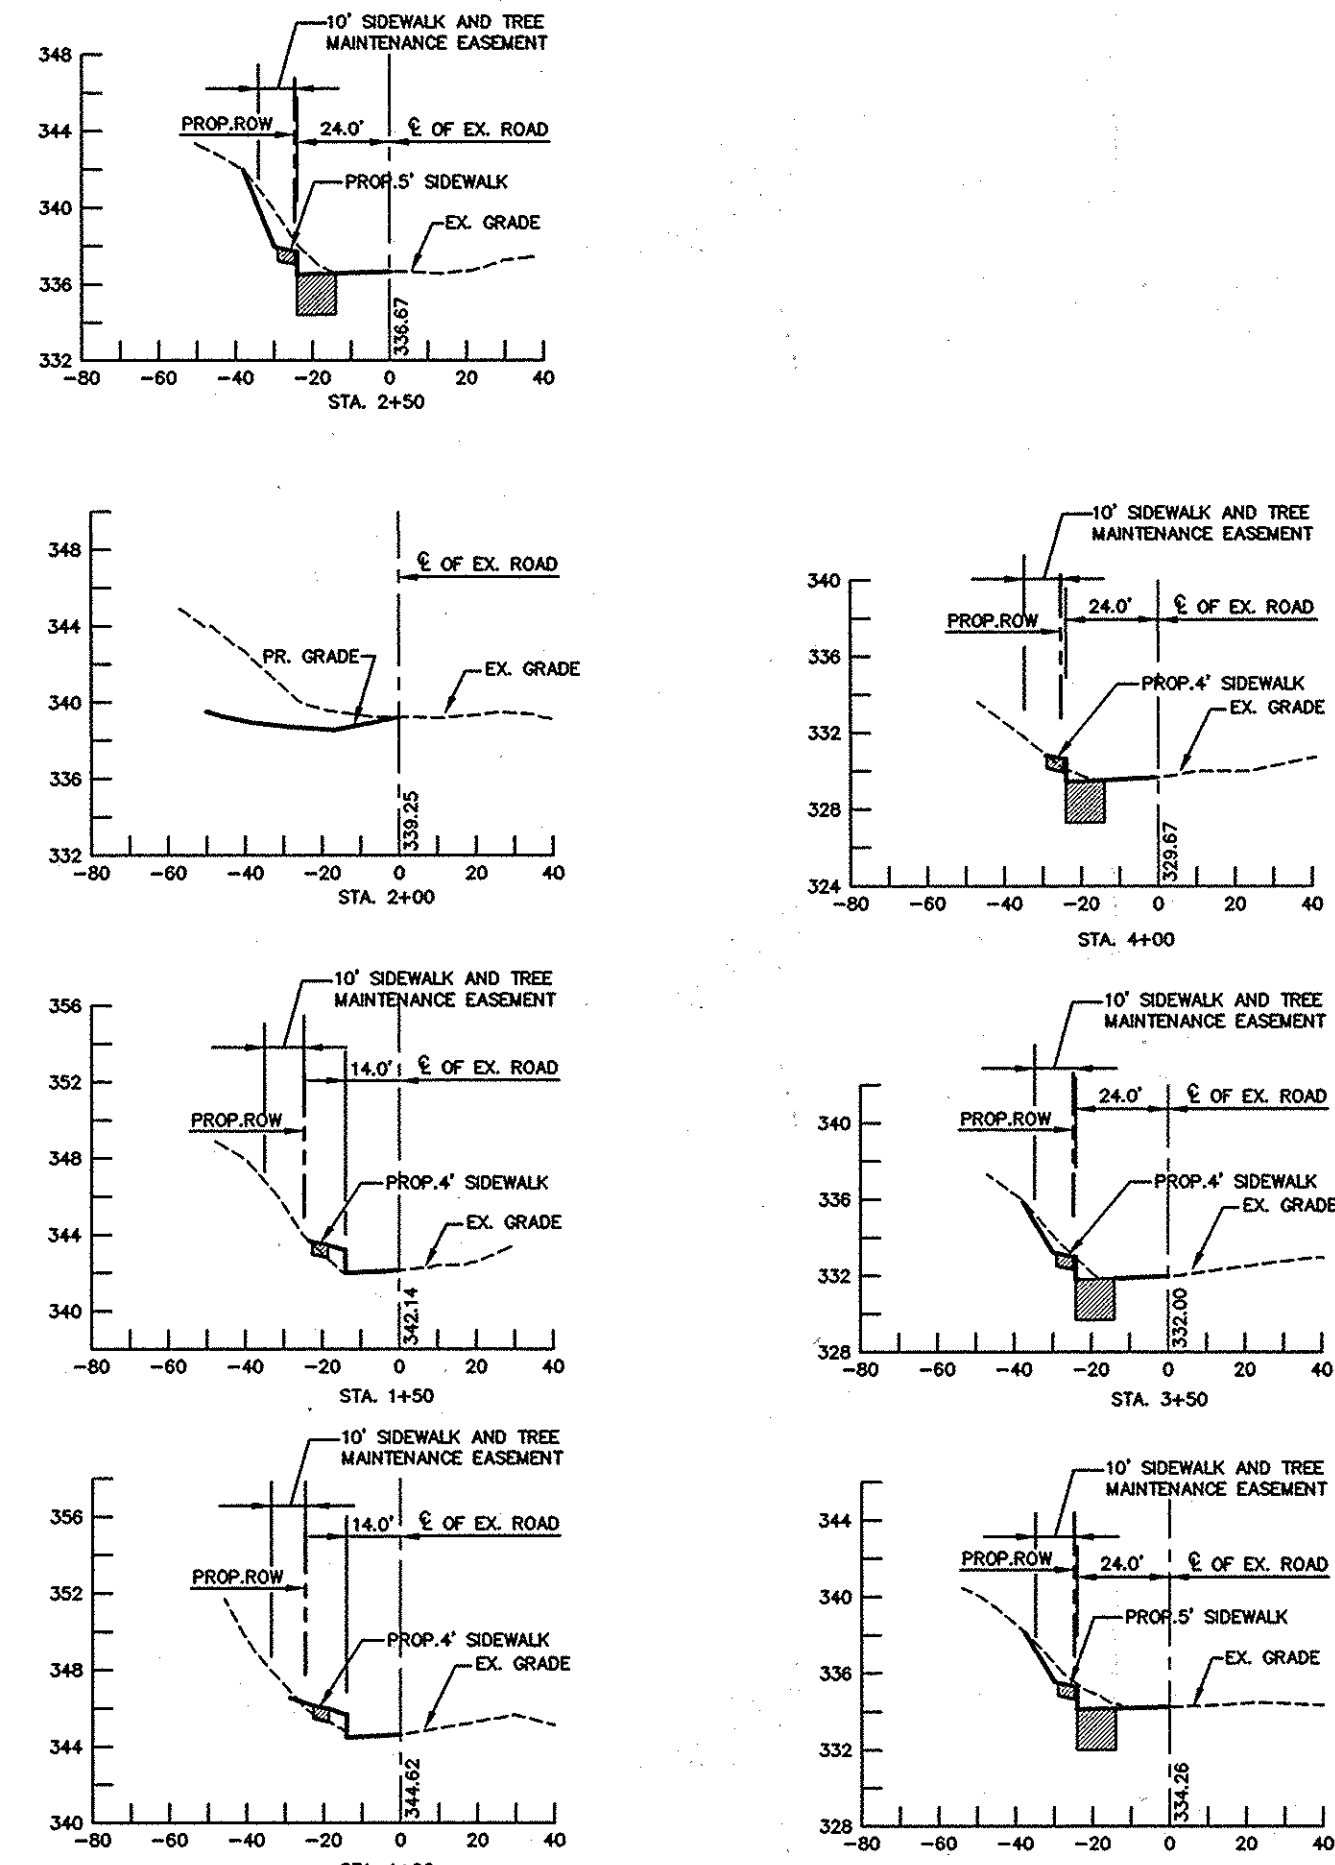 10' SIDEWALK AND TREE
MAINTENANCE EASEMENT
348
PROP.ROW
24.0'
℄ OF EX. ROAD
344
PROP.5' SIDEWALK
340
EX. GRADE
336
336.67
332
-80 -60 -40 -20 0 20 40
STA. 2+50
348
℄ OF EX. ROAD
344
PR. GRADE
EX. GRADE
340
336
339.25
332
-80 -60 -40 -20 0 20 40
STA. 2+00
10' SIDEWALK AND TREE
MAINTENANCE EASEMENT
356
14.0'
℄ OF EX. ROAD
352
PROP.ROW
348
PROP.4' SIDEWALK
EX. GRADE
344
342.14
340
-80 -60 -40 -20 0 20 40
STA. 1+50
10' SIDEWALK AND TREE
MAINTENANCE EASEMENT
356
14.0'
℄ OF EX. ROAD
PROP.ROW
352
PROP.4' SIDEWALK
348
EX. GRADE
344
344.62
340
-80 -60 -40 -20 0 20 40
10' SIDEWALK AND TREE
MAINTENANCE EASEMENT
340
24.0'
℄ OF EX. ROAD
PROP.ROW
336
PROP.4' SIDEWALK
EX. GRADE
332
328
329.67
324
-80 -60 -40 -20 0 20 40
STA. 4+00
10' SIDEWALK AND TREE
MAINTENANCE EASEMENT
24.0'
℄ OF EX. ROAD
340
PROP.ROW
PROP.4' SIDEWALK
336
EX. GRADE
332
332.00
328
-80 -60 -40 -20 0 20 40
STA. 3+50
10' SIDEWALK AND TREE
MAINTENANCE EASEMENT
344
PROP.ROW
24.0'
℄ OF EX. ROAD
340
PROP.5' SIDEWALK
336
EX. GRADE
332
334.26
328
-80 -60 -40 -20 0 20 40